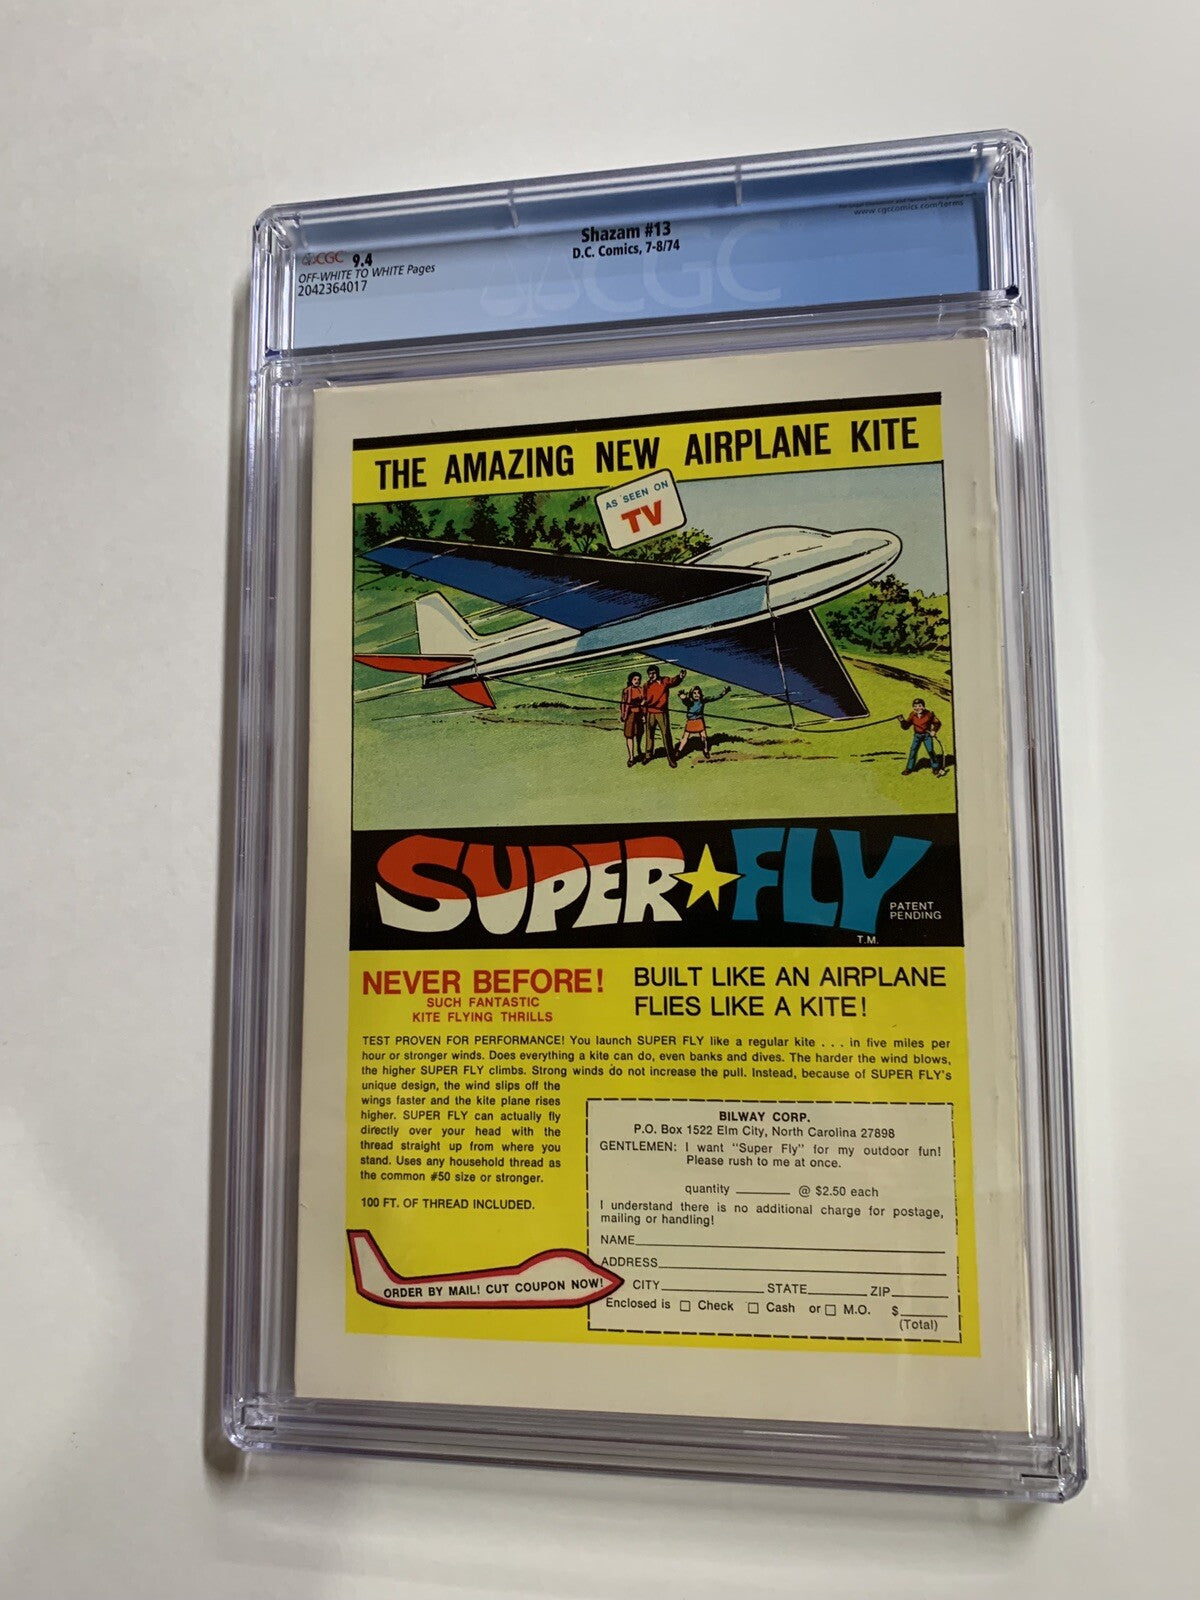 Shazam #13
D.C. Comics, 7-8/74
CGC 9.4
OFF-WHITE TO WHITE Pages
2042364017
www.cgccomics.com/terms
CGC
THE AMAZING NEW AIRPLANE KITE
AS SEEN ON
TV
SUPER FLY
PATENT
PENDING
T.M.
NEVER BEFORE!
SUCH FANTASTIC
KITE FLYING THRILLS
BUILT LIKE AN AIRPLANE
FLIES LIKE A KITE!
TEST PROVEN FOR PERFORMANCE! You launch SUPER FLY like a regular kite . . . in five miles per
hour or stronger winds. Does everything a kite can do, even banks and dives. The harder the wind blows,
the higher SUPER FLY climbs. Strong winds do not increase the pull. Instead, because of SUPER FLY's
unique design, the wind slips off the
wings faster and the kite plane rises
higher. SUPER FLY can actually fly
directly over your head with the
thread straight up from where you
stand. Uses any household thread as
the common #50 size or stronger.
100 FT. OF THREAD INCLUDED.
ORDER BY MAIL! CUT COUPON NOW!
BILWAY CORP.
P.O. Box 1522 Elm City, North Carolina 27898
GENTLEMEN: I want "Super Fly" for my outdoor fun!
Please rush to me at once.
quantity ______ @ $2.50 each
I understand there is no additional charge for postage,
mailing or handling!
NAME
ADDRESS
CITY STATE ZIP
Enclosed is □ Check □ Cash or □ M.O. $
(Total)